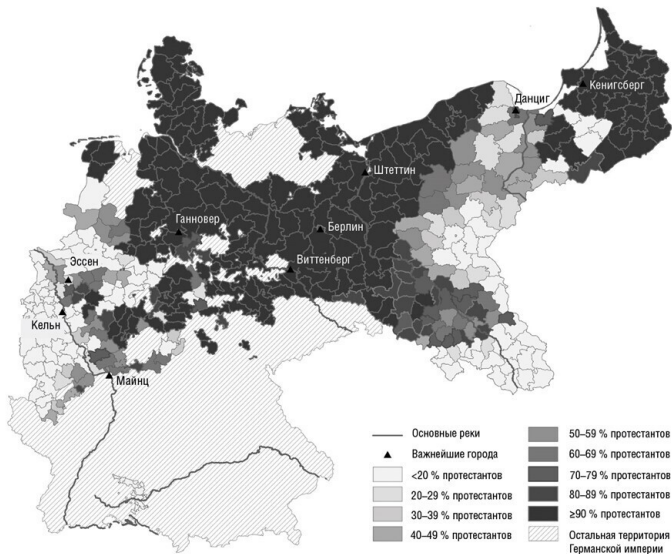 Кенигсберг
Данциг
Штеттин
Ганновер
Берлин
Виттенберг
Эссен
Кельн
Майнц
Основные реки
Важнейшие города
<20 % протестантов
20–29 % протестантов
30–39 % протестантов
40–49 % протестантов
50–59 % протестантов
60–69 % протестантов
70–79 % протестантов
80–89 % протестантов
≥90 % протестантов
Остальная территория
Германской империи